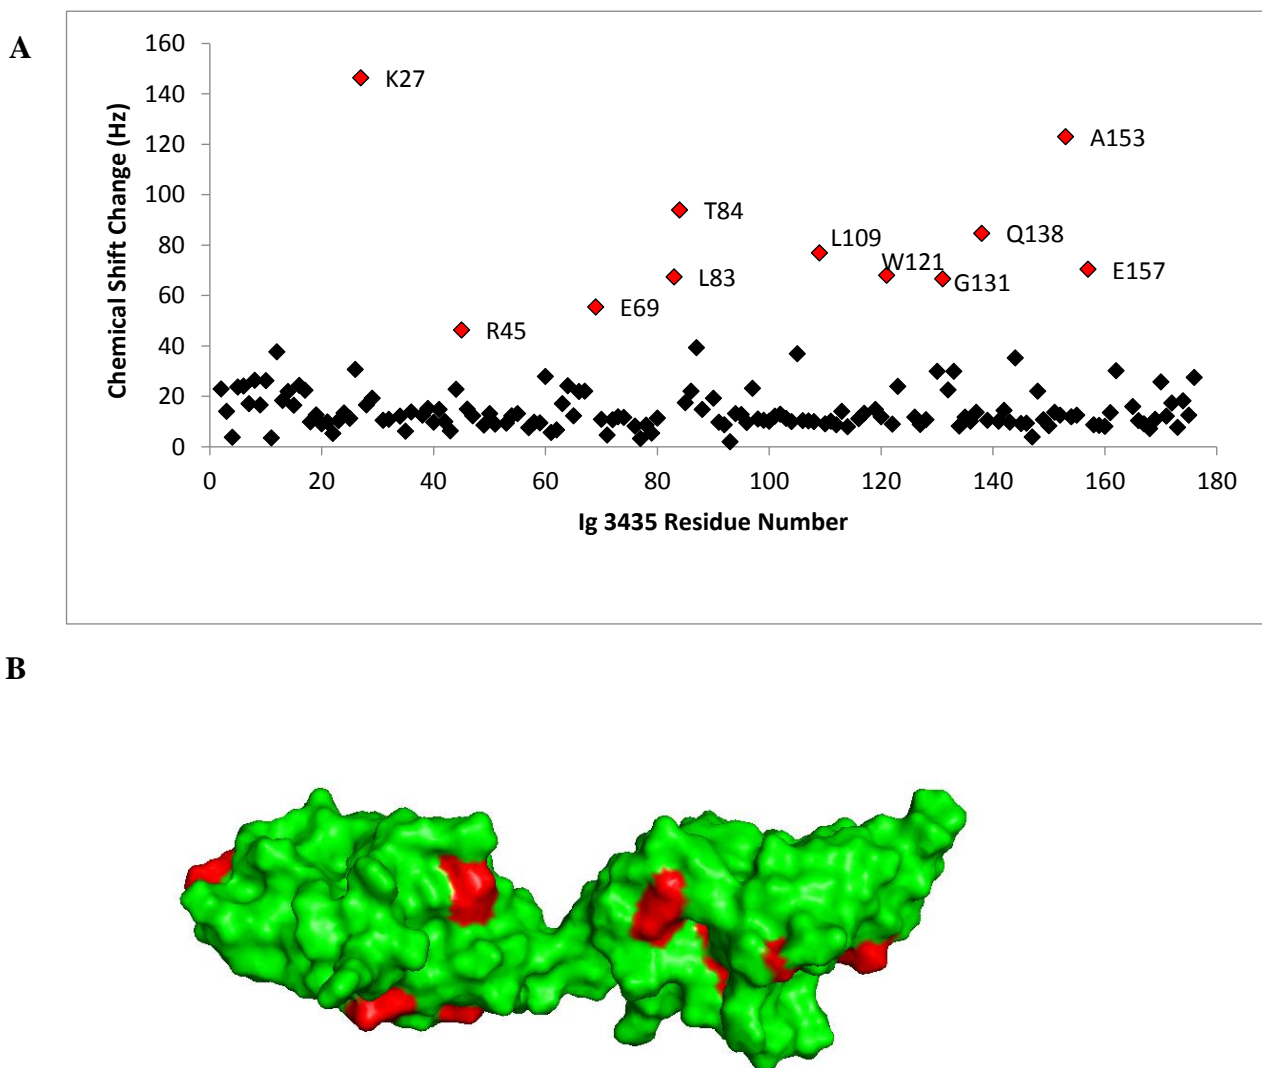 A
160
140
120
100
80
60
40
20
0
Chemical Shift Change (Hz)
K27
A153
T84
Q138
L109
W121
E157
L83
G131
E69
R45
0 20 40 60 80 100 120 140 160 180
Ig 3435 Residue Number
B